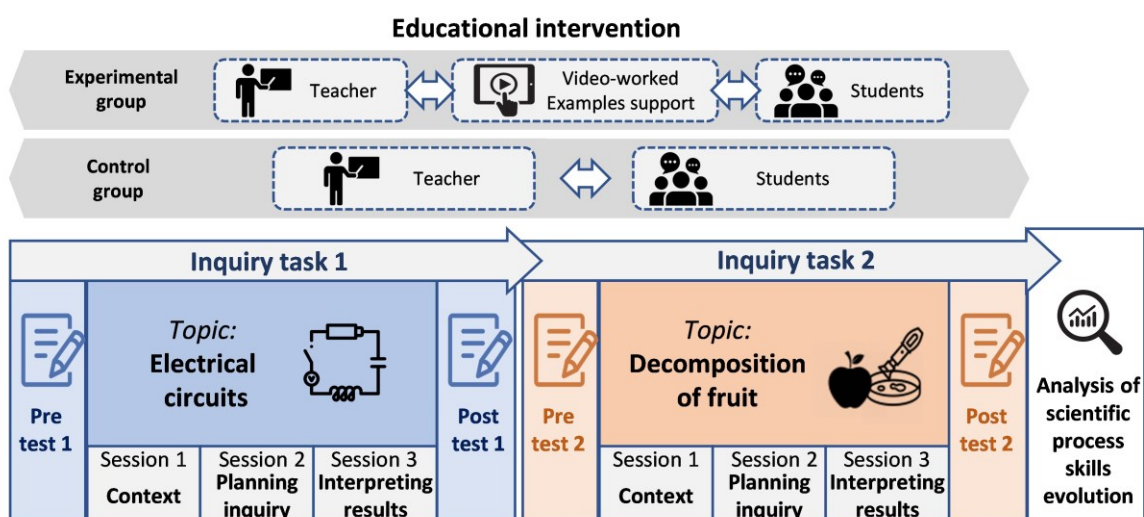 Educational intervention
Experimental
group
Teacher
Video-worked
Examples support
Students
Control
group
Teacher
Students
Inquiry task 1
Inquiry task 2
Pre
test 1
Topic:
Electrical
circuits
Session 1
Context
Session 2
Planning
inquiry
Session 3
Interpreting
results
Post
test 1
Pre
test 2
Topic:
Decomposition
of fruit
Session 1
Context
Session 2
Planning
inquiry
Session 3
Interpreting
results
Post
test 2
Analysis of
scientific
process
skills
evolution